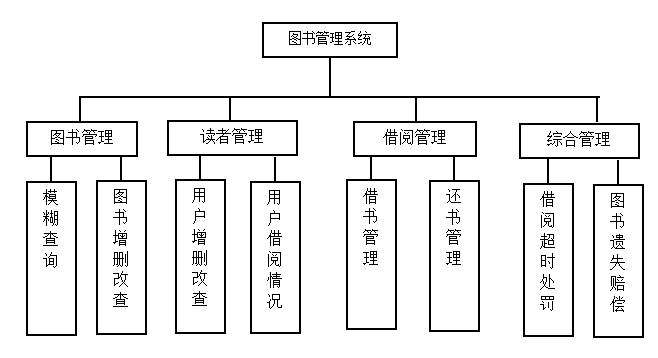 图书管理系统
图书管理
读者管理
借阅管理
综合管理
模糊查询
图书增删改查
用户增删改查
用户借阅情况
借书管理
还书管理
借阅超时处罚
图书遗失赔偿